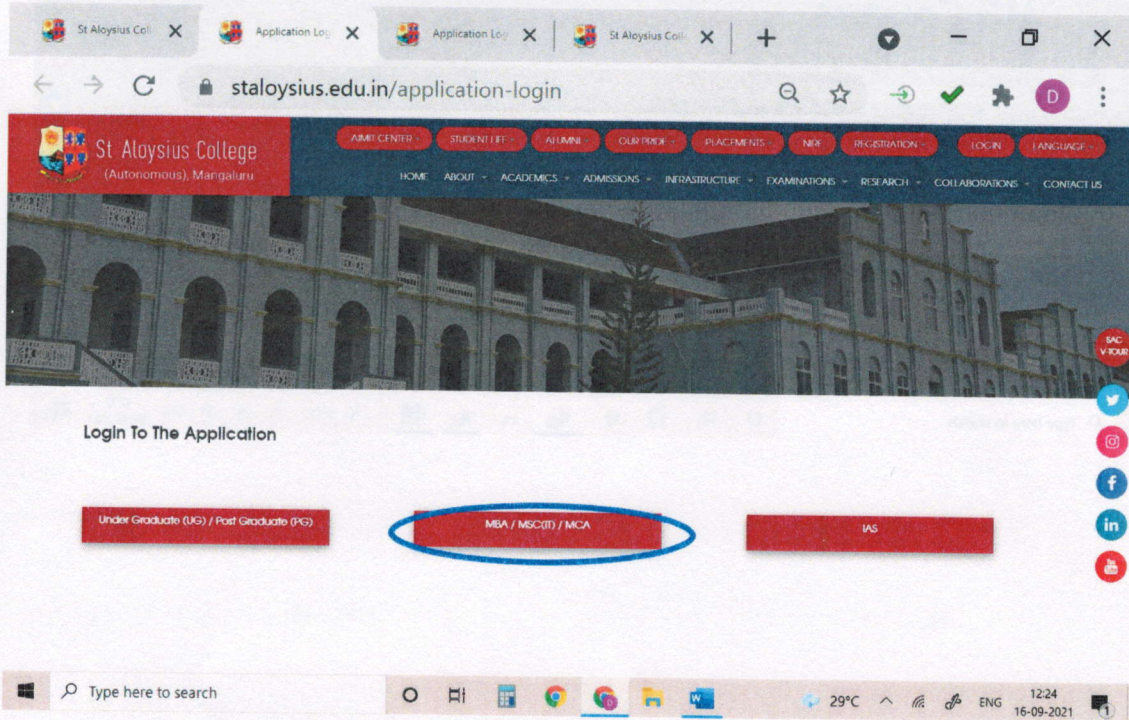 St Aloysius Coll
Application Log
Application Log
St Aloysius Coll
staloysius.edu.in/application-login
D
St Aloysius College
(Autonomous), Mangaluru
AIMIT CENTER
STUDENT LIFE
ALUMNI
OUR PRIDE
PLACEMENTS
NIRF
REGISTRATION
LOGIN
LANGUAGE
HOME
ABOUT
ACADEMICS
ADMISSIONS
INFRASTRUCTURE
EXAMINATIONS
RESEARCH
COLLABORATIONS
CONTACT US
SAC
V-TOUR
Login To The Application
Under Graduate (UG) / Post Graduate (PG)
MBA / MSC(IT) / MCA
IAS
Type here to search
29°C
ENG
12:24
16-09-2021
1